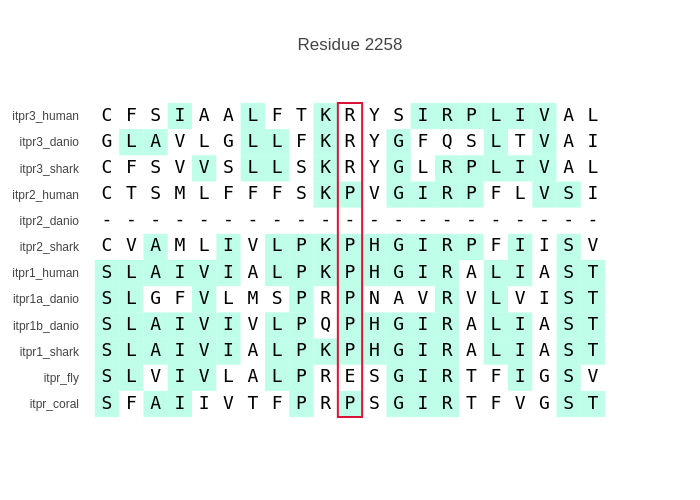 Residue 2258
itpr3_human C F S I A A L F T K R Y S I R P L I V A L
itpr3_danio G L A V L G L L F K R Y G F Q S L T V A I
itpr3_shark C F S V V S L L S K R Y G L R P L I V A L
itpr2_human C T S M L F F F S K P V G I R P F L V S I
itpr2_danio - - - - - - - - - - - - - - - - - - - - -
itpr2_shark C V A M L I V L P K P H G I R P F I I S V
itpr1_human S L A I V I A L P K P H G I R A L I A S T
itpr1a_danio S L G F V L M S P R P N A V R V L V I S T
itpr1b_danio S L A I V I V L P Q P H G I R A L I A S T
itpr1_shark S L A I V I A L P K P H G I R A L I A S T
itpr_fly S L V I V L A L P R E S G I R T F I G S V
itpr_coral S F A I I V T F P R P S G I R T F V G S T